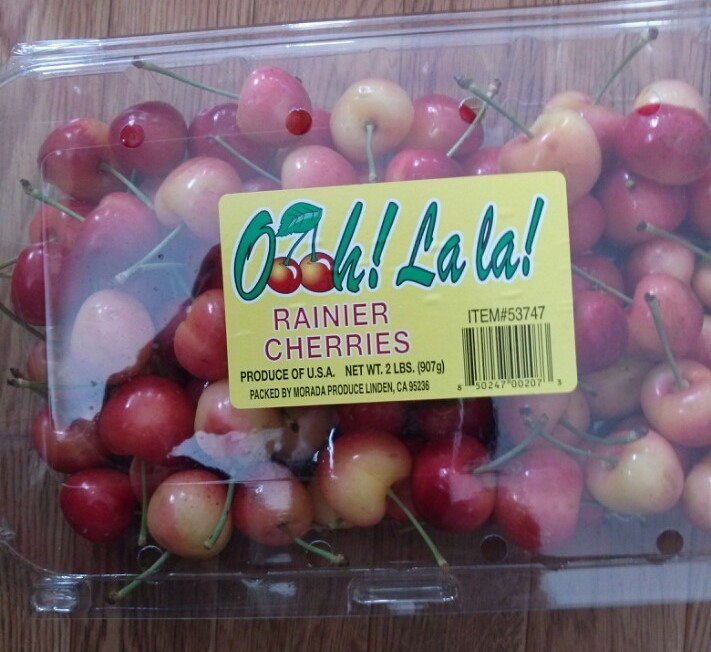 Oooh! La la!
RAINIER
CHERRIES
ITEM#53747
PRODUCE OF U.S.A. NET WT. 2 LBS. (907g)
PACKED BY MORADA PRODUCE LINDEN, CA 95236
8 50247 00207 3